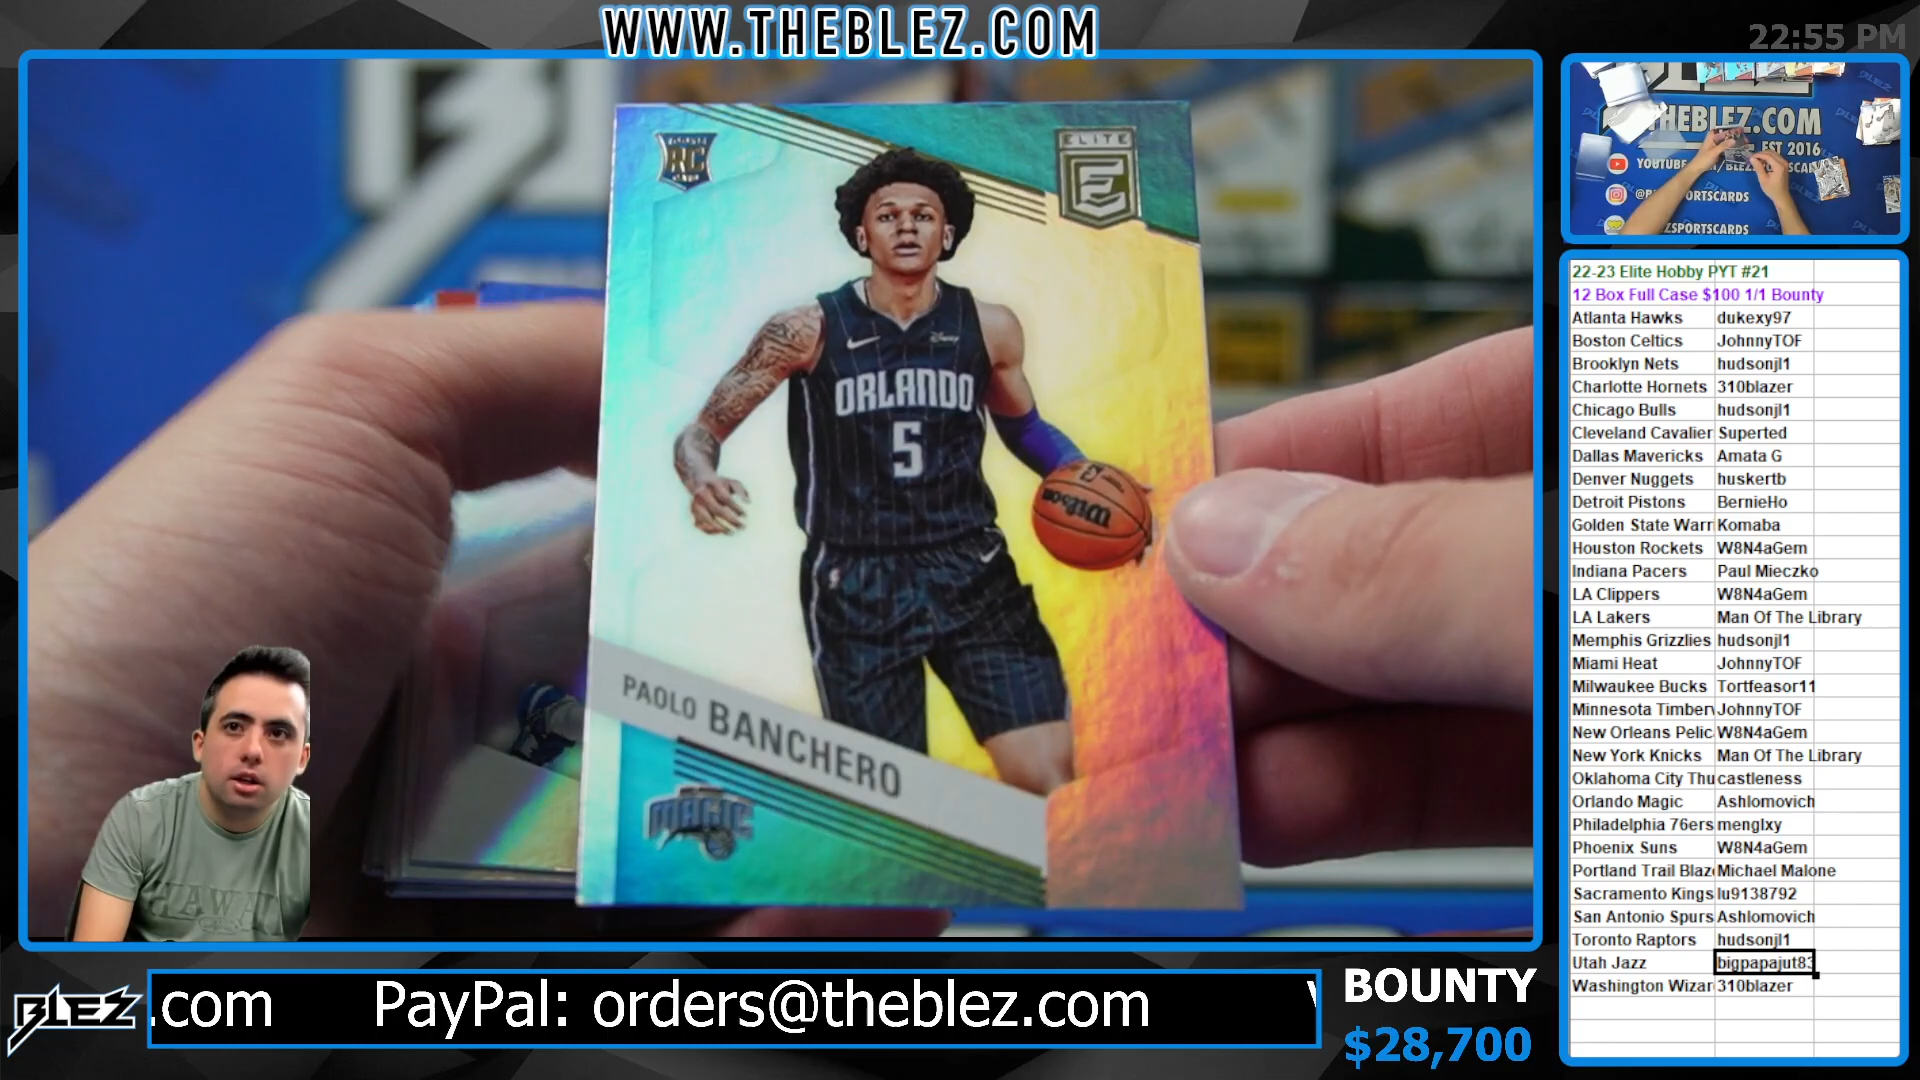 WWW.THEBLEZ.COM
22:55 PM
RC
ELITE
E
ORLANDO
5
Wilson
Disney
PAOLO BANCHERO
MAGIC
THEBLEZ.COM
EST 2016
YOUTUBE
SPORTSCARDS
22-23 Elite Hobby PYT #21
12 Box Full Case $100 1/1 Bounty
Atlanta Hawks dukexy97
Boston Celtics JohnnyTOF
Brooklyn Nets hudsonjl1
Charlotte Hornets 310blazer
Chicago Bulls hudsonjl1
Cleveland Cavalier Superted
Dallas Mavericks Amata G
Denver Nuggets huskertb
Detroit Pistons BernieHo
Golden State Warr Komaba
Houston Rockets W8N4aGem
Indiana Pacers Paul Mieczko
LA Clippers W8N4aGem
LA Lakers Man Of The Library
Memphis Grizzlies hudsonjl1
Miami Heat JohnnyTOF
Milwaukee Bucks Tortfeasor11
Minnesota Timberv JohnnyTOF
New Orleans Pelic W8N4aGem
New York Knicks Man Of The Library
Oklahoma City Thu castleness
Orlando Magic Ashlomovich
Philadelphia 76ers menglxy
Phoenix Suns W8N4aGem
Portland Trail Blaz Michael Malone
Sacramento Kings lu9138792
San Antonio Spurs Ashlomovich
Toronto Raptors hudsonjl1
Utah Jazz bigpapajut83
Washington Wizar 310blazer
BLEZ
.com PayPal: orders@theblez.com
BOUNTY
$28,700